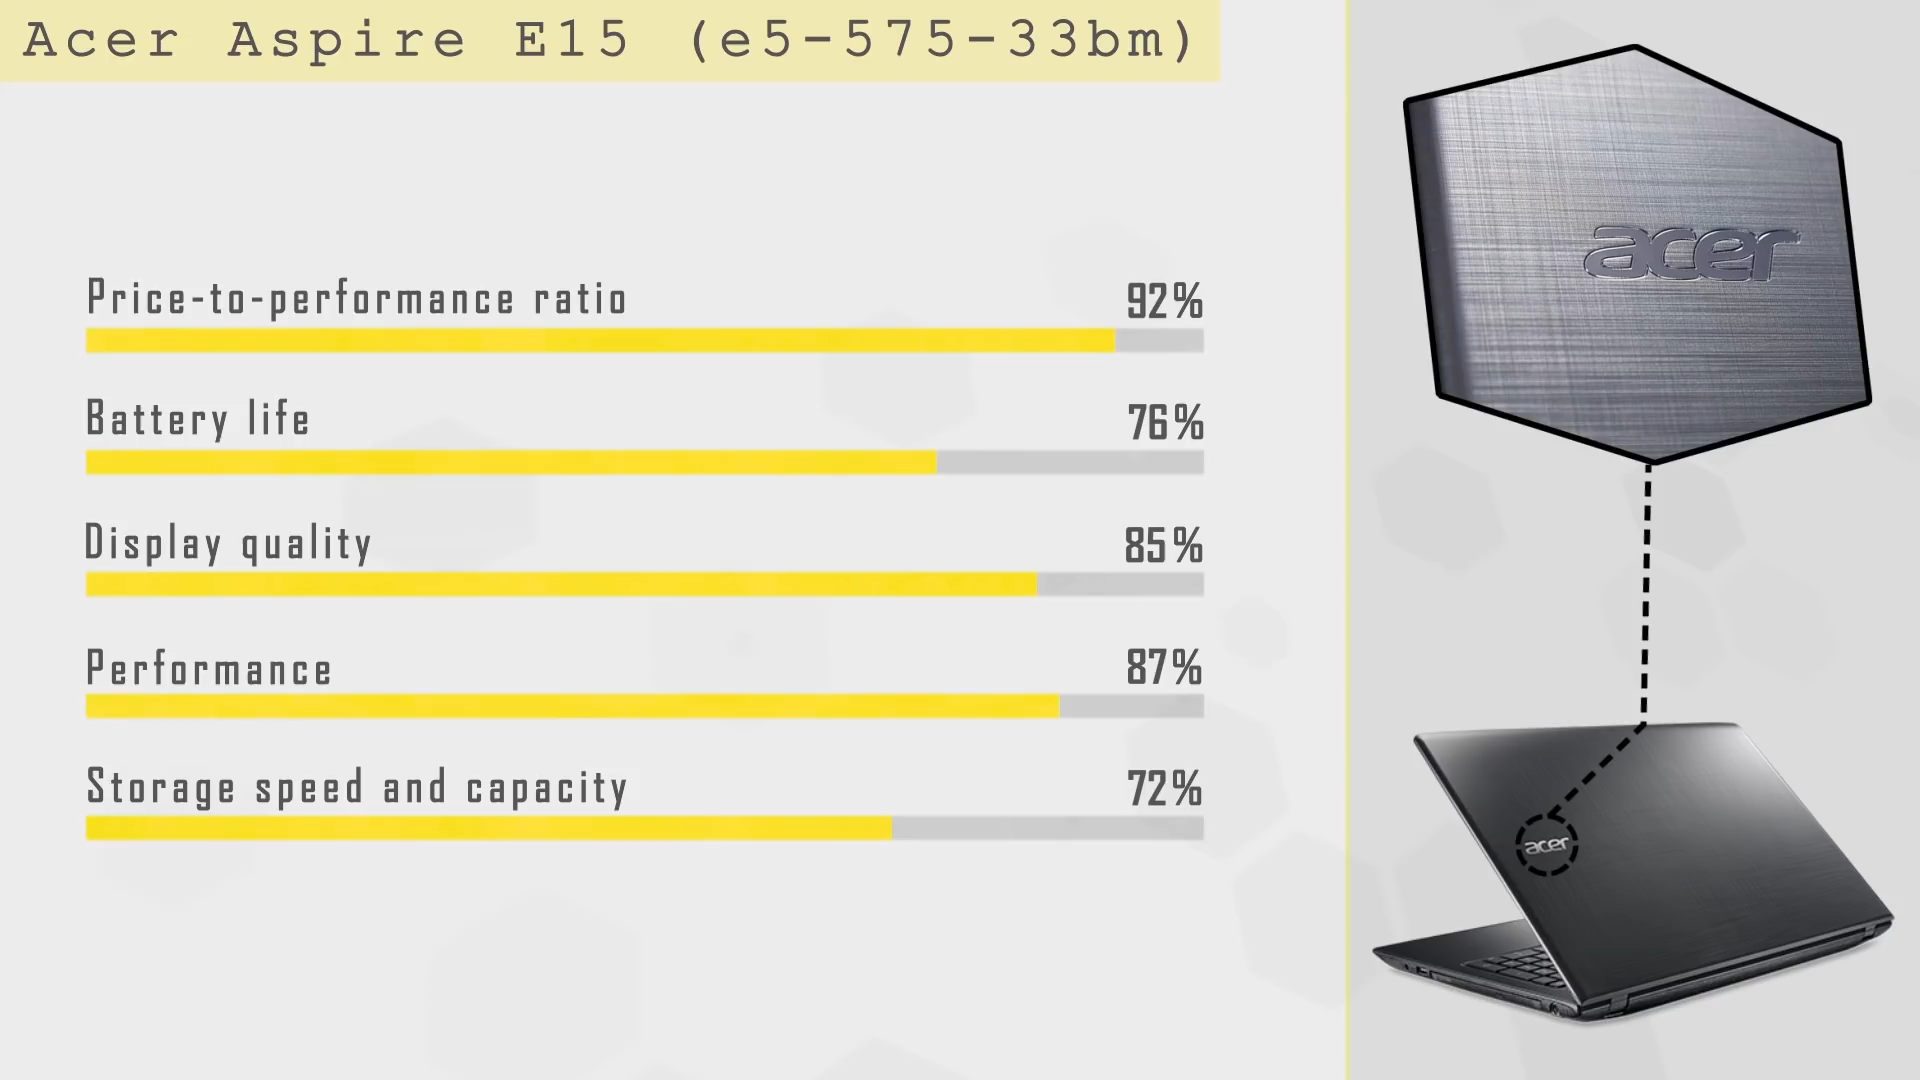 Acer Aspire E15 (e5-575-33bm)
acer
Price-to-performance ratio 92%
Battery life 76%
Display quality 85%
Performance 87%
Storage speed and capacity 72%
acer